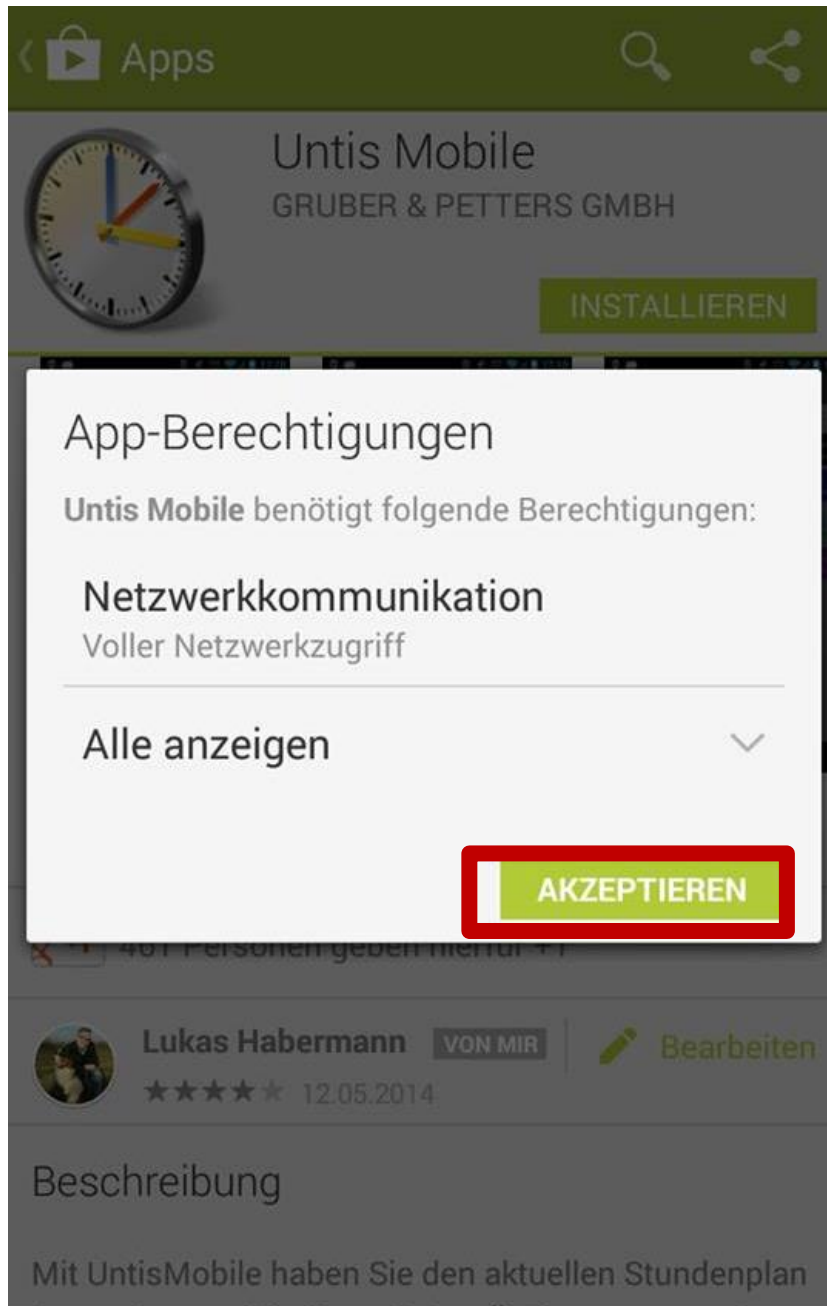 Apps
Untis Mobile
GRUBER & PETTERS GMBH
INSTALLIEREN
App-Berechtigungen
Untis Mobile benötigt folgende Berechtigungen:
Netzwerkkommunikation
Voller Netzwerkzugriff
Alle anzeigen
AKZEPTIEREN
461 Personen geben hierfür +1
Lukas Habermann VON MIR Bearbeiten
12.05.2014
Beschreibung
Mit UntisMobile haben Sie den aktuellen Stundenplan